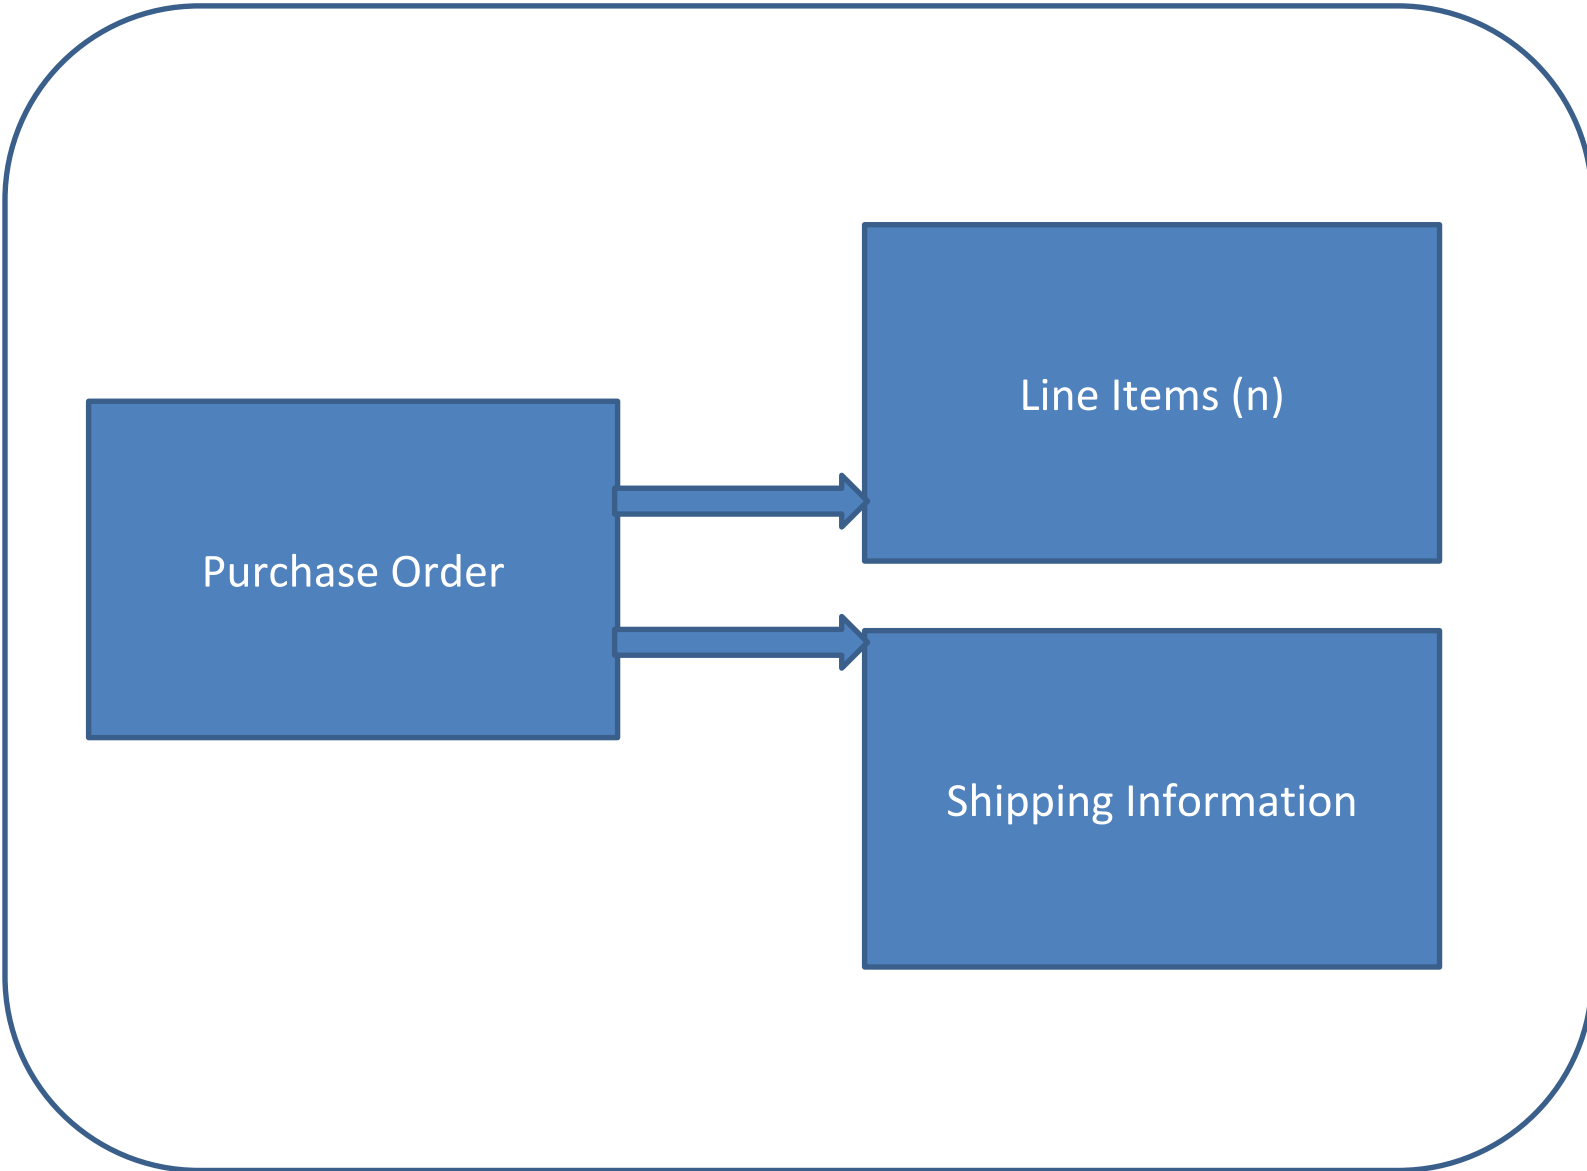 Line Items (n)
Purchase Order
Shipping Information